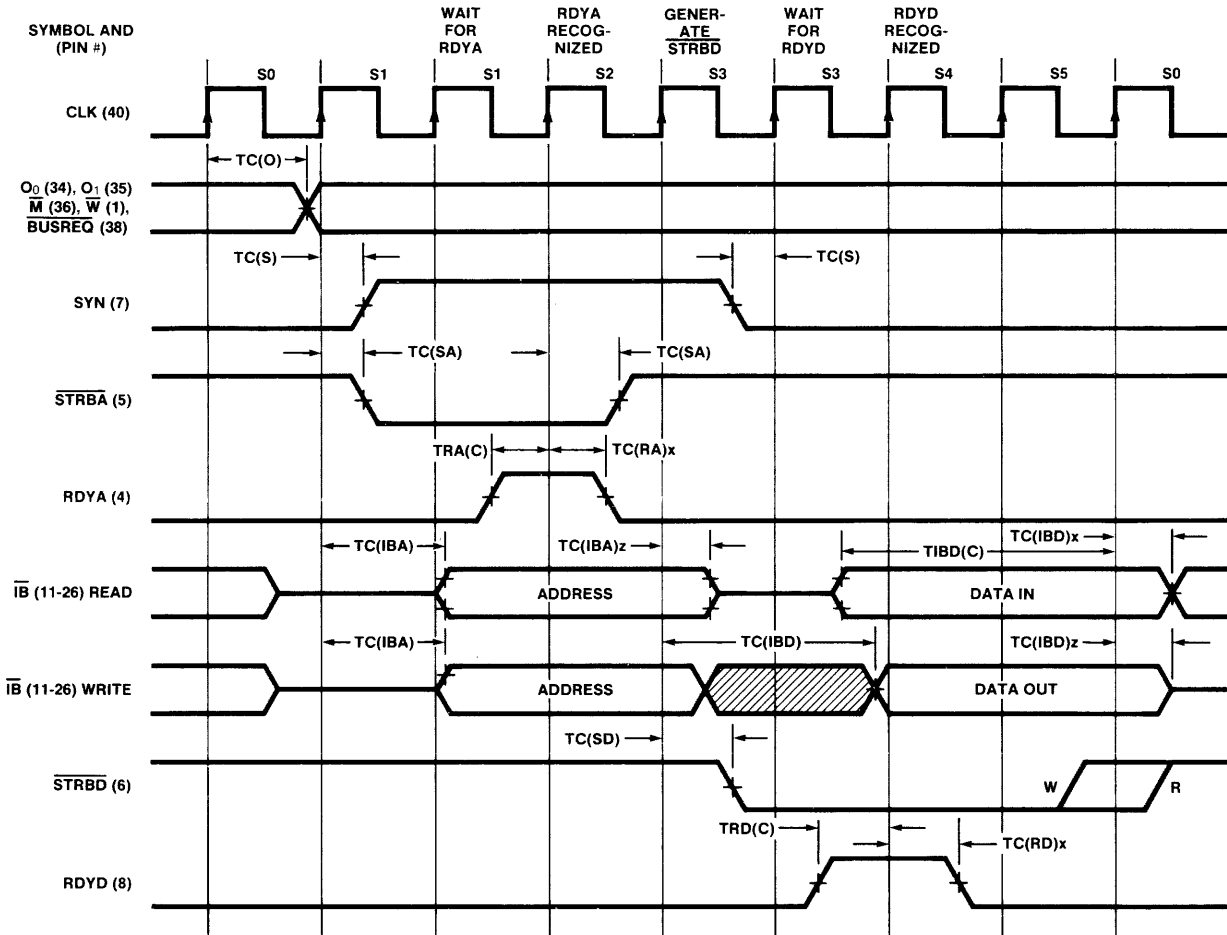 SYMBOL AND
(PIN #)
WAIT
FOR
RDYA
RDYA
RECOG-
NIZED
GENER-
ATE
STRBD
WAIT
FOR
RDYD
RDYD
RECOG-
NIZED
S0 S1 S1 S2 S3 S3 S4 S5 S0
CLK (40)
TC(O)
O0 (34), O1 (35)
M (36), W (1),
BUSREQ (38)
TC(S) TC(S)
SYN (7)
TC(SA) TC(SA)
STRBA (5)
TRA(C) TC(RA)x
RDYA (4)
TC(IBA) TC(IBA)z TC(IBD)x
TIBD(C)
IB (11-26) READ ADDRESS DATA IN
TC(IBA) TC(IBD) TC(IBD)z
IB (11-26) WRITE ADDRESS DATA OUT
TC(SD)
STRBD (6) W R
TRD(C) TC(RD)x
RDYD (8)